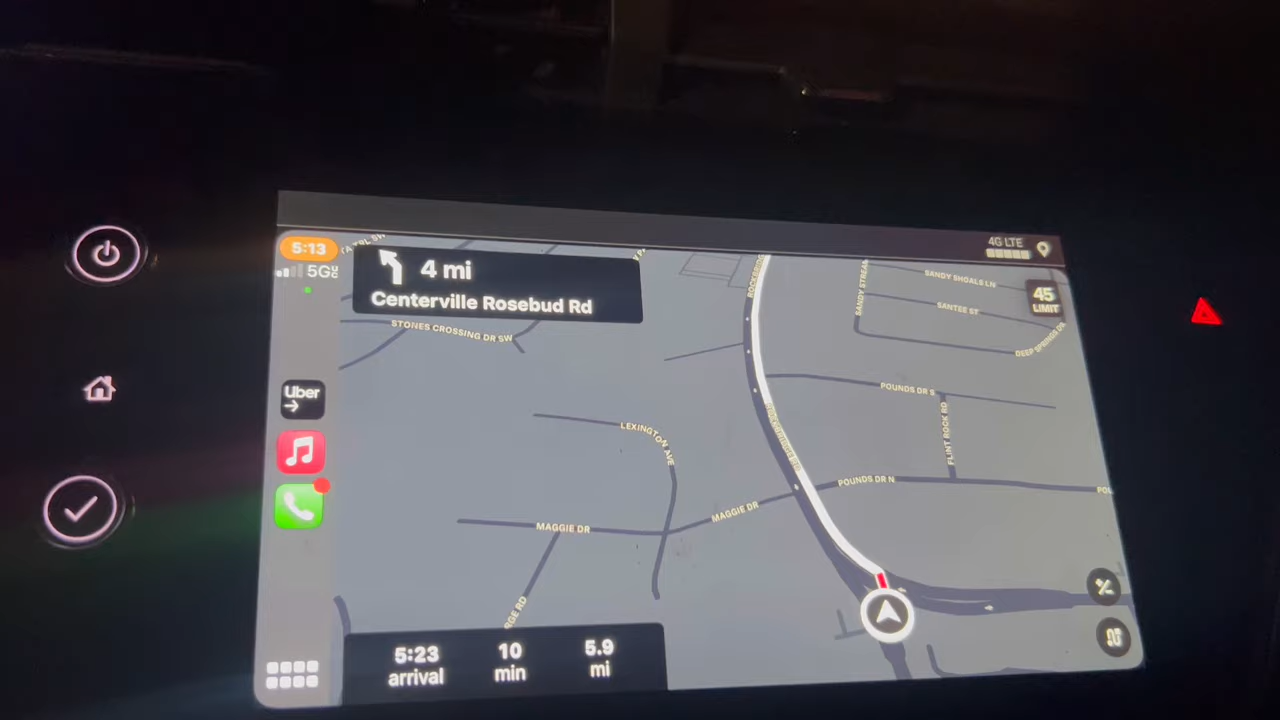 5:13
5G
4G LTE
4 mi
Centerville Rosebud Rd
45
LIMIT
SANDY SHOALS LN
SANTEE ST
DEEP SPRINGS DR
STONES CROSSING DR SW
POUNDS DR S
FLINT ROCK RD
LEXINGTON AVE
POUNDS DR N
MAGGIE DR
MAGGIE DR
Uber
5:23
arrival
10
min
5.9
mi